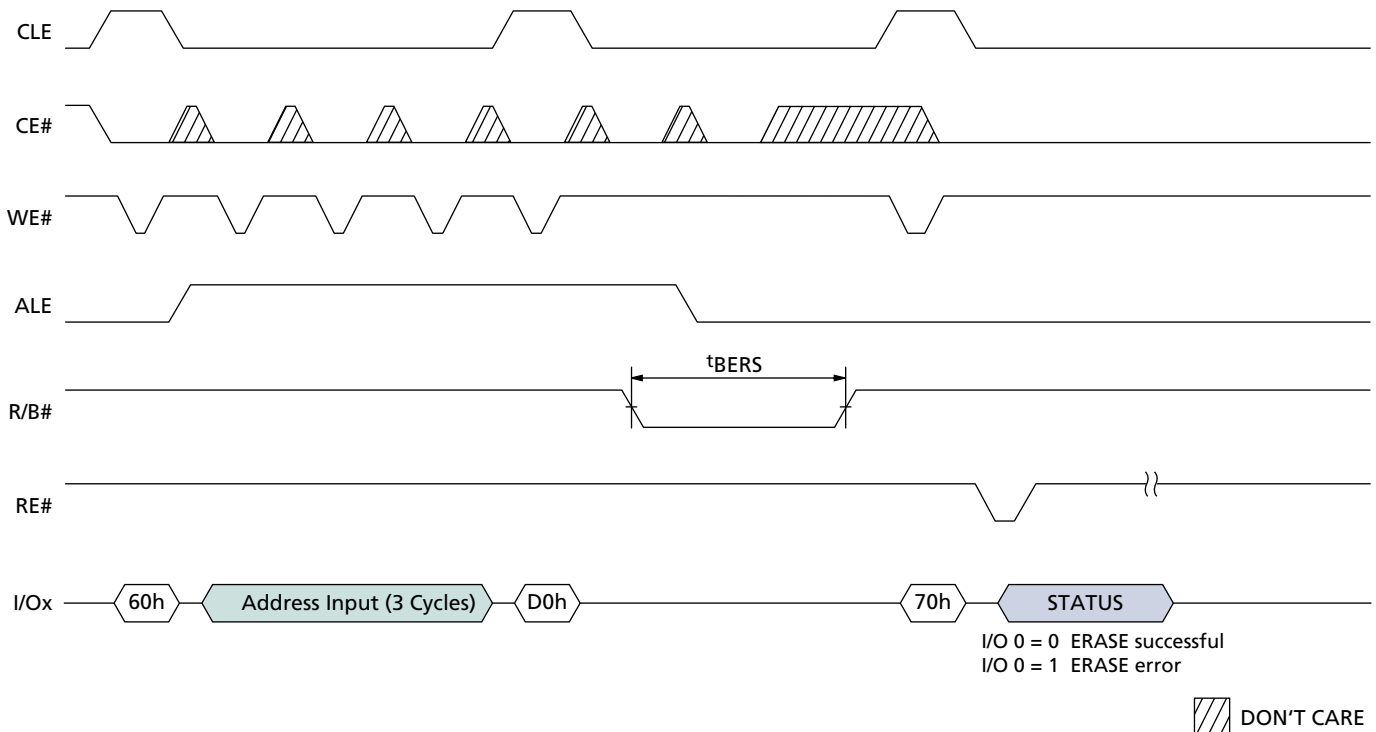 CLE
CE#
WE#
ALE
tBERS
R/B#
RE#
I/Ox
60h
Address Input (3 Cycles)
D0h
70h
STATUS
I/O 0 = 0 ERASE successful
I/O 0 = 1 ERASE error
DON'T CARE